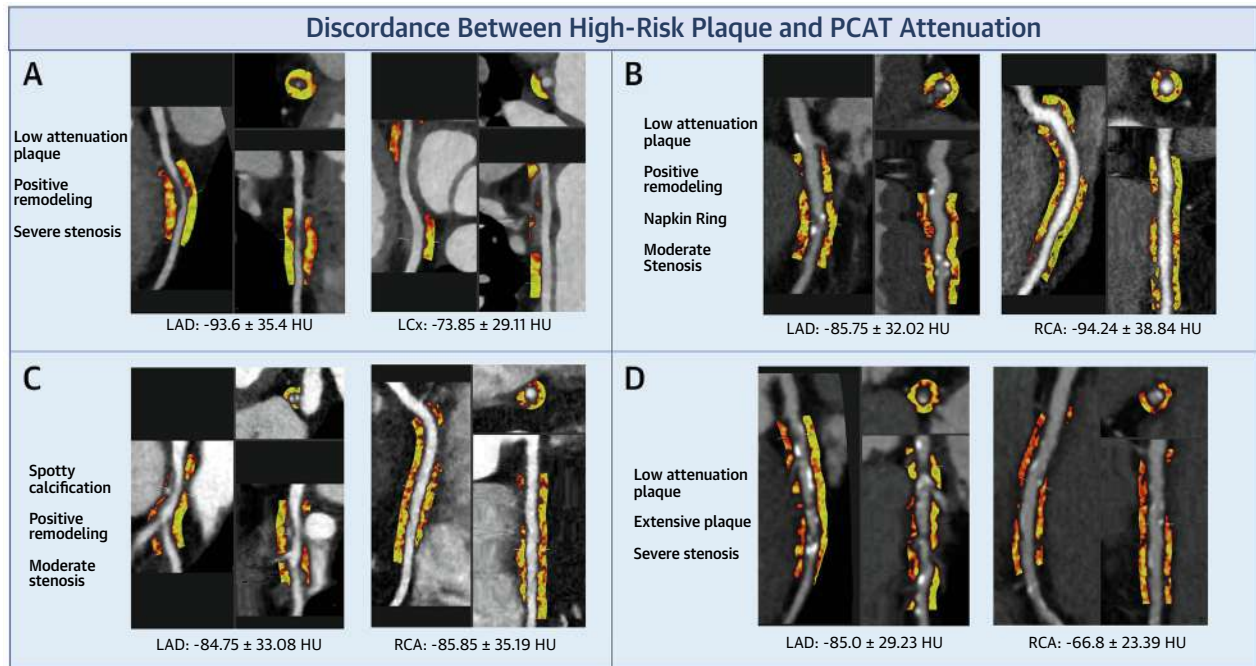 Discordance Between High-Risk Plaque and PCAT Attenuation
A
Low attenuation
plaque
Positive
remodeling
Severe stenosis
LAD: -93.6 ± 35.4 HU
LCx: -73.85 ± 29.11 HU
B
Low attenuation
plaque
Positive
remodeling
Napkin Ring
Moderate
Stenosis
LAD: -85.75 ± 32.02 HU
RCA: -94.24 ± 38.84 HU
C
Spotty
calcification
Positive
remodeling
Moderate
stenosis
LAD: -84.75 ± 33.08 HU
RCA: -85.85 ± 35.19 HU
D
Low attenuation
plaque
Extensive plaque
Severe stenosis
LAD: -85.0 ± 29.23 HU
RCA: -66.8 ± 23.39 HU